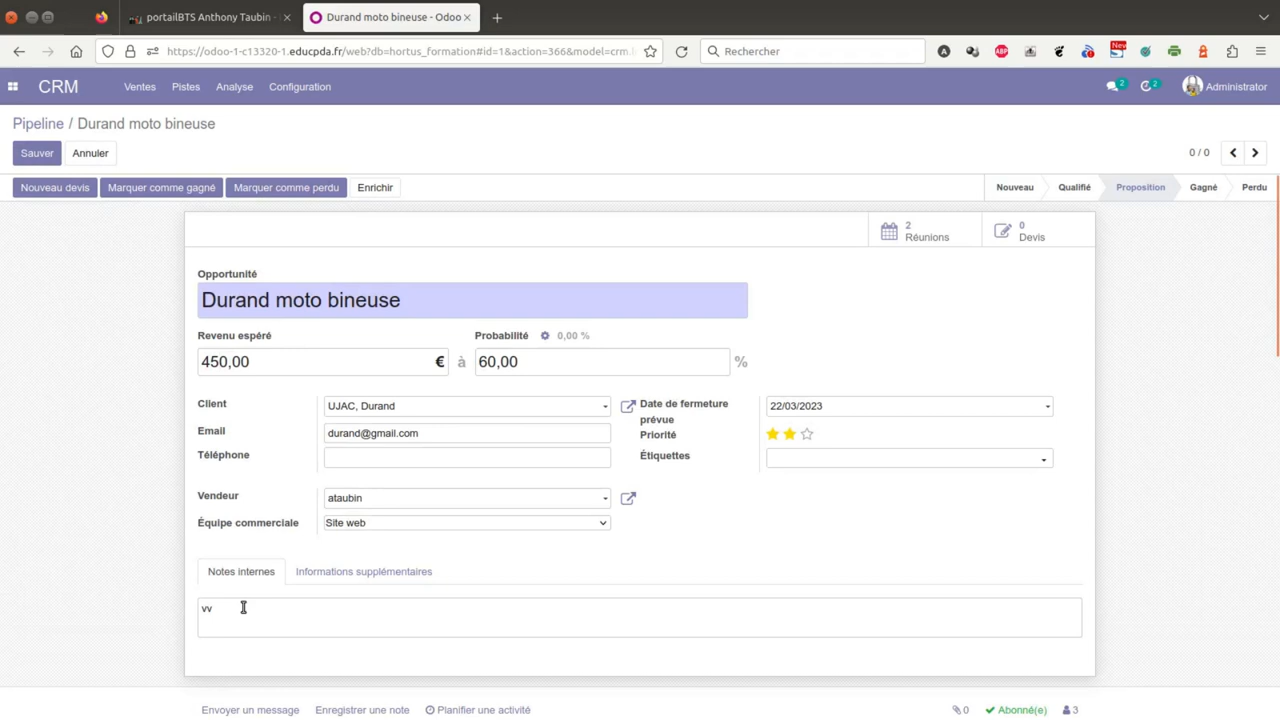 portailBTS Anthony Taubin
Durand moto bineuse - Odoo
https://odoo-1-c13320-1.educpda.fr/web?db=hortus_formation#id=1&action=366&model=crm.l
Rechercher
New
CRM
Ventes
Pistes
Analyse
Configuration
2
2
Administrator
Pipeline / Durand moto bineuse
Sauver
Annuler
0 / 0
Nouveau devis
Marquer comme gagné
Marquer comme perdu
Enrichir
Nouveau
Qualifié
Proposition
Gagné
Perdu
2
Réunions
0
Devis
Opportunité
Durand moto bineuse
Revenu espéré
Probabilité
0,00 %
450,00
€
à
60,00
%
Client
UJAC, Durand
Email
durand@gmail.com
Téléphone
Date de fermeture
prévue
22/03/2023
Priorité
Étiquettes
Vendeur
ataubin
Équipe commerciale
Site web
Notes internes
Informations supplémentaires
vv
Envoyer un message
Enregistrer une note
Planifier une activité
0
Abonné(e)
3